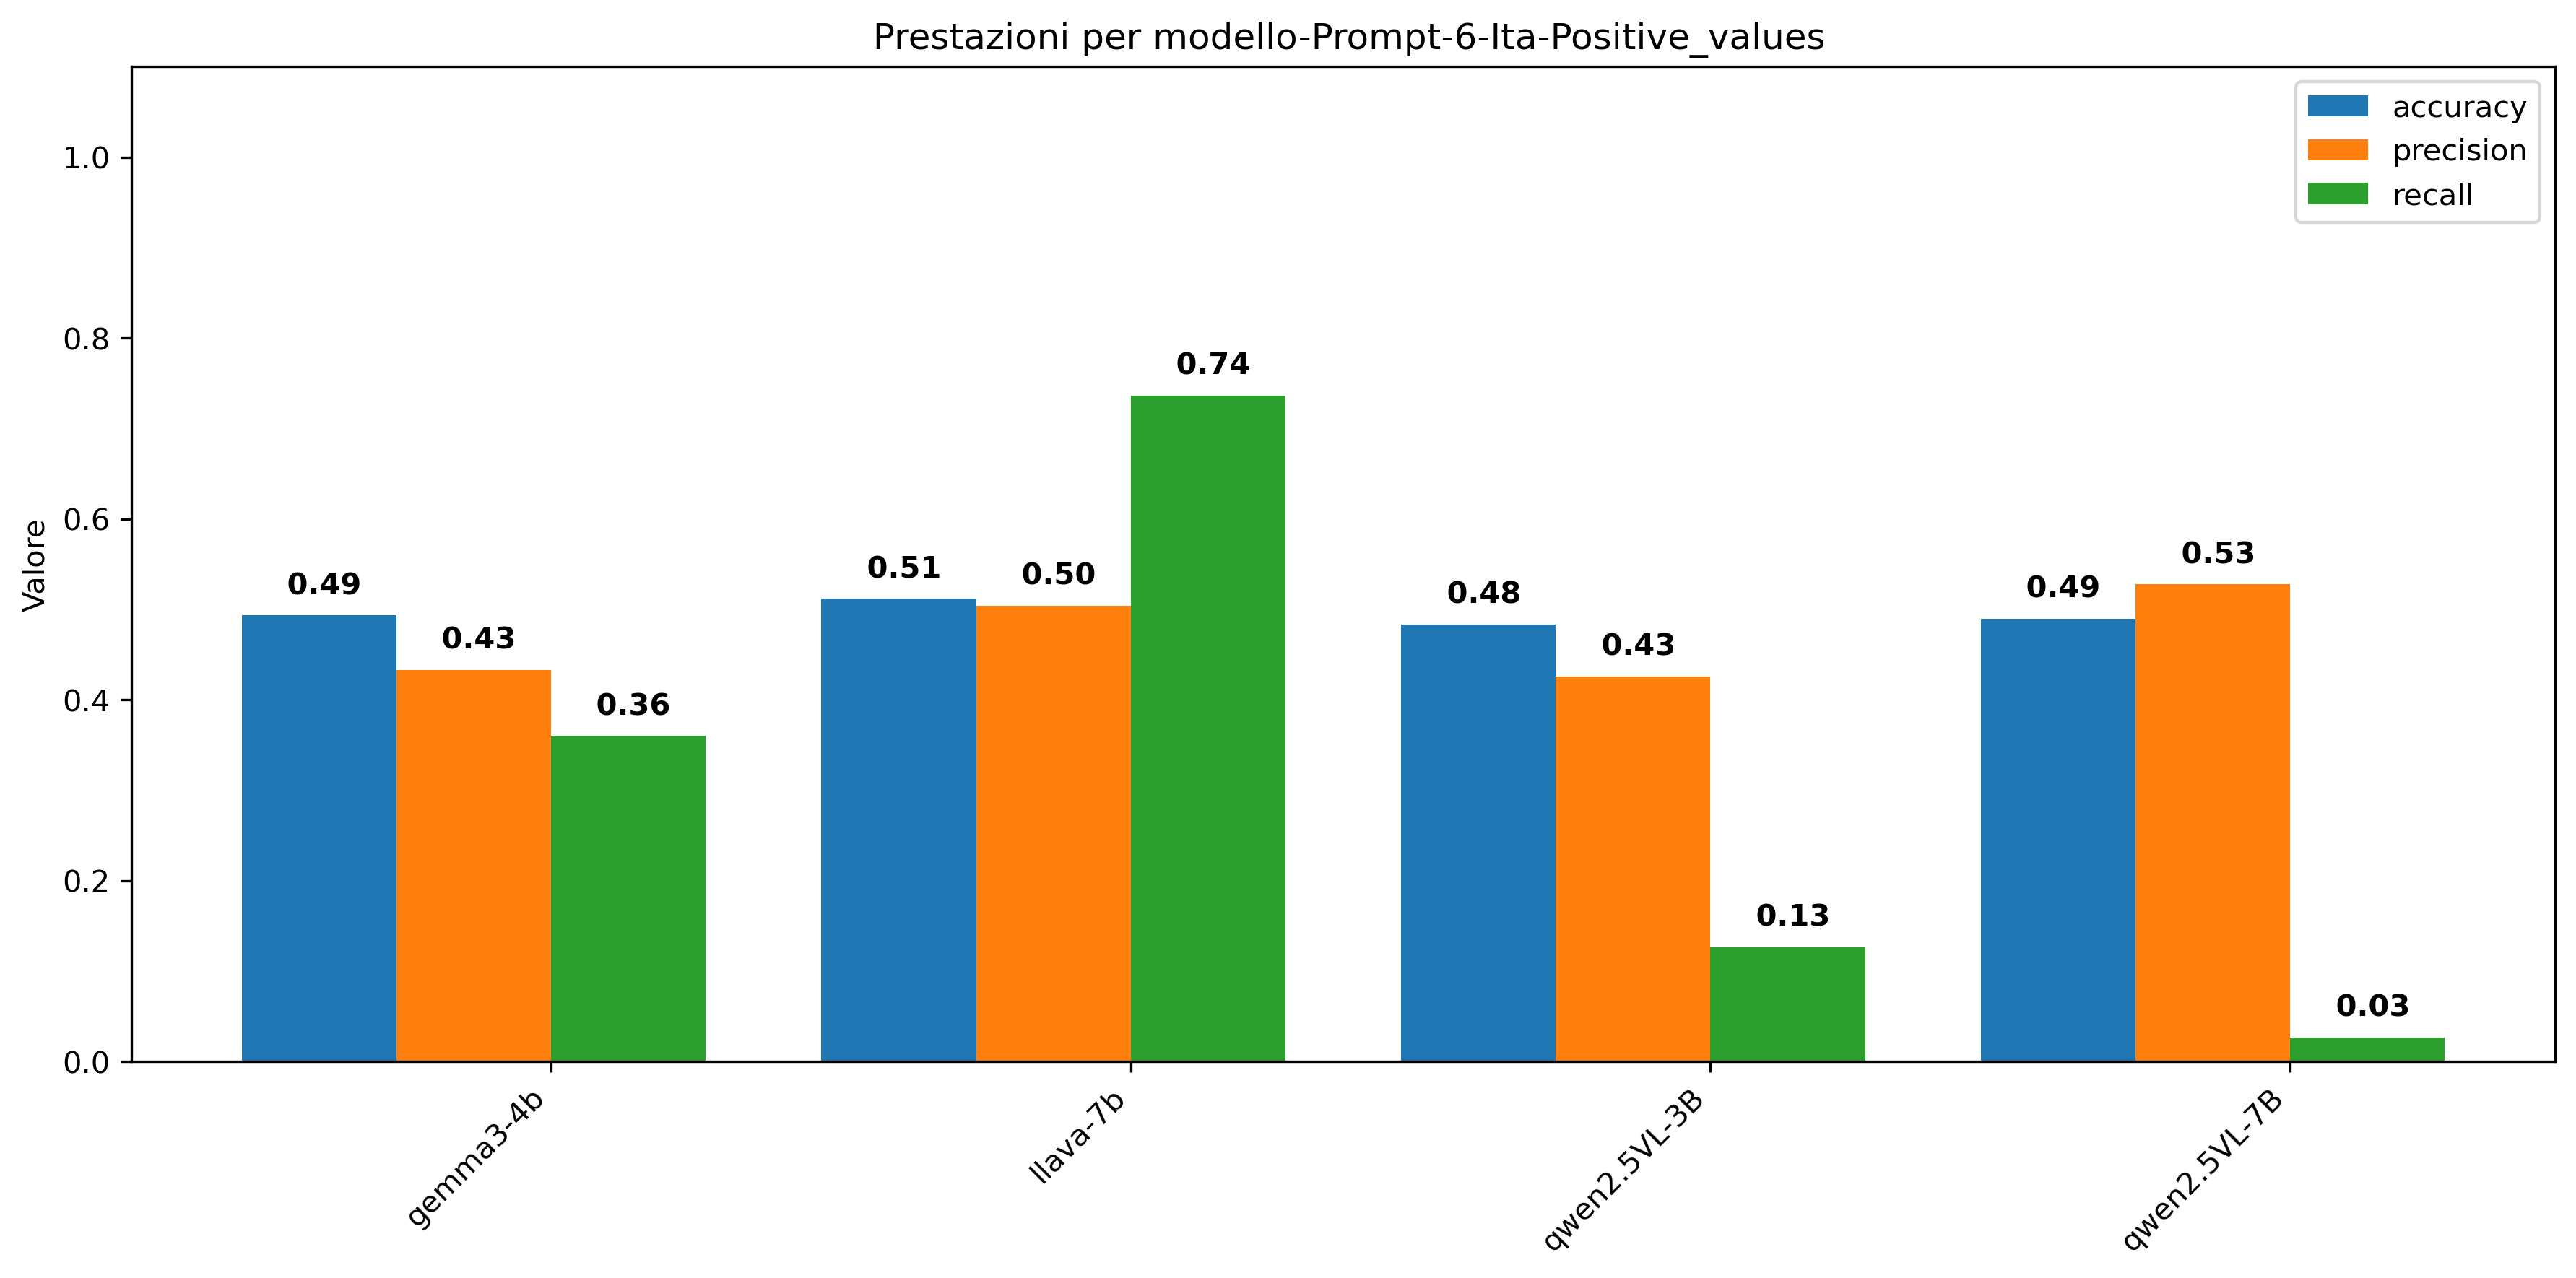 Prestazioni per modello-Prompt-6-Ita-Positive_values
accuracy
precision
recall
Valore
1.0
0.8
0.6
0.4
0.2
0.0
0.49
0.43
0.36
0.51
0.50
0.74
0.48
0.43
0.13
0.49
0.53
0.03
gemma3-4b
llava-7b
qwen2.5VL-3B
qwen2.5VL-7B